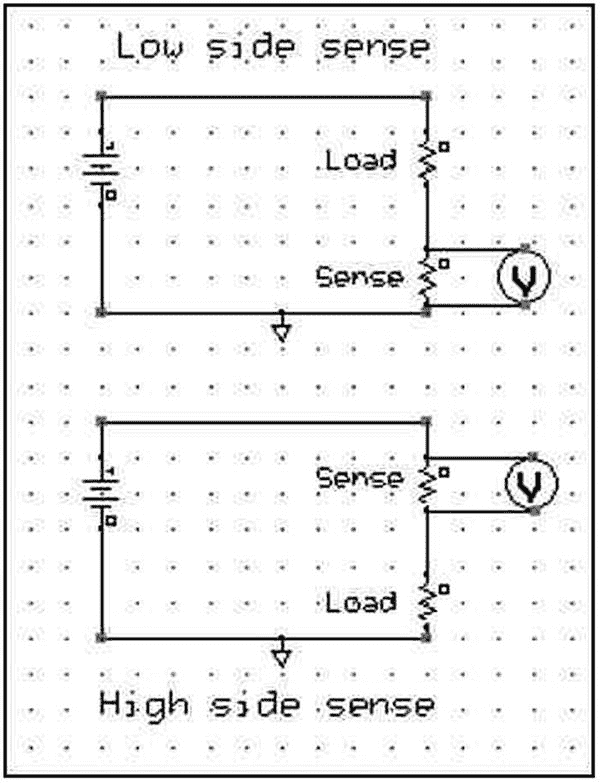 Low side sense
Load
Sense
V
Sense
V
Load
High side sense